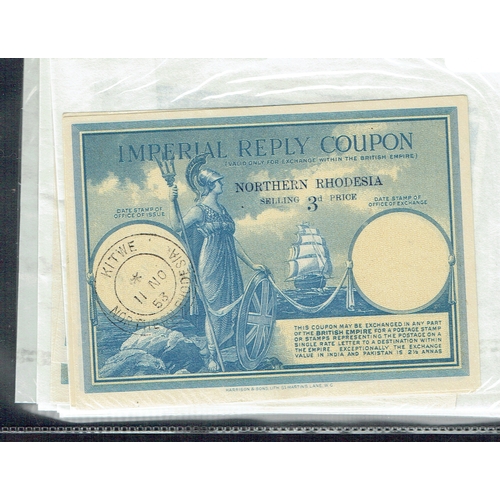 IMPERIAL REPLY COUPON
(VALID ONLY FOR EXCHANGE WITHIN THE BRITISH EMPIRE)
NORTHERN RHODESIA
SELLING 3d PRICE
DATE STAMP OF
OFFICE OF ISSUE
DATE STAMP OF
OFFICE OF EXCHANGE
KITWE
*
11 NO
53
THIS COUPON MAY BE EXCHANGED IN ANY PART
OF THE BRITISH EMPIRE FOR A POSTAGE STAMP
OR STAMPS REPRESENTING THE POSTAGE ON A
SINGLE RATE LETTER TO A DESTINATION WITHIN
THE EMPIRE. EXCEPTIONALLY THE EXCHANGE
VALUE IN INDIA AND PAKISTAN IS 2½ ANNAS
HARRISON & SONS, LTD. ST. MARTIN'S LANE, W.C.